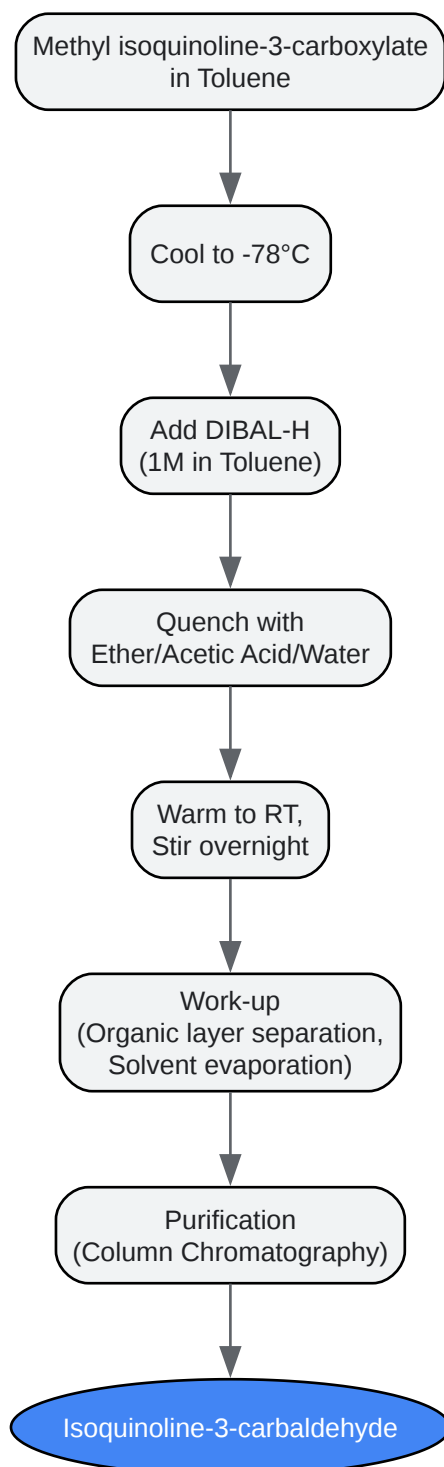 Methyl isoquinoline-3-carboxylate
in Toluene
Cool to -78°C
Add DIBAL-H
(1M in Toluene)
Quench with
Ether/Acetic Acid/Water
Warm to RT,
Stir overnight
Work-up
(Organic layer separation,
Solvent evaporation)
Purification
(Column Chromatography)
Isoquinoline-3-carbaldehyde